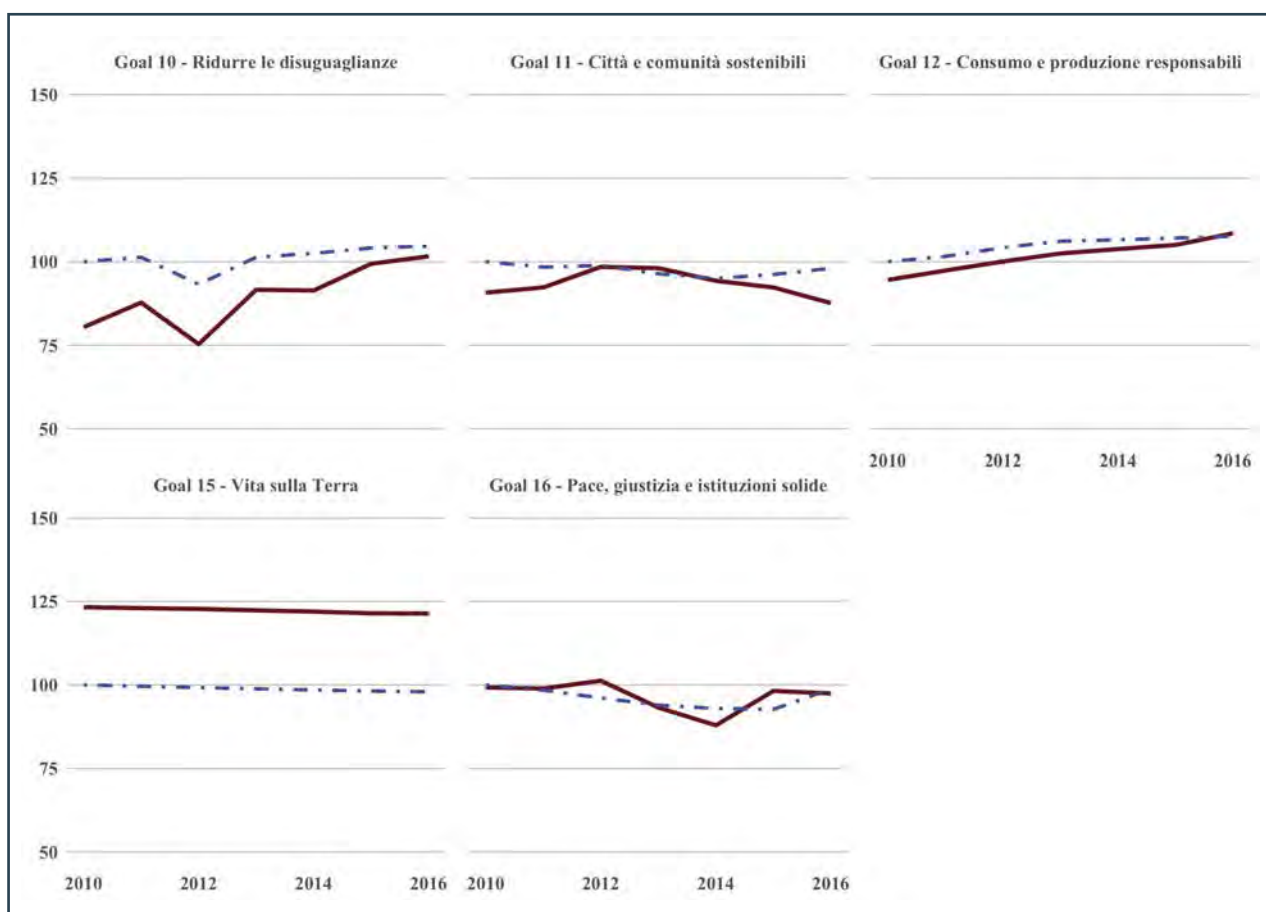 Goal 10 - Ridurre le disuguaglianze
Goal 11 - Città e comunità sostenibili
Goal 12 - Consumo e produzione responsabili
150
125
100
75
50
2010 2012 2014 2016
Goal 15 - Vita sulla Terra
Goal 16 - Pace, giustizia e istituzioni solide
150
125
100
75
50
2010 2012 2014 2016
2010 2012 2014 2016